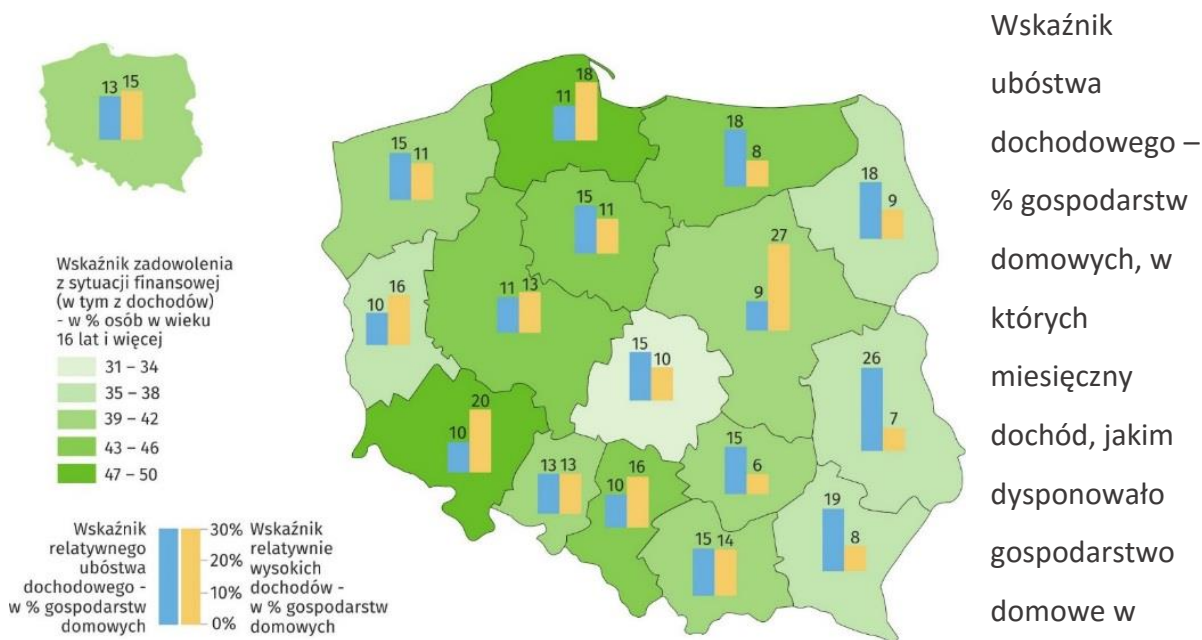 13 15
11 18
18 8
15 11
18 9
15 11
27
9
10 16
11 13
15 10
26 7
10 20
15 6
13 13
10 16
19 8
15 14
Wskaźnik zadowolenia
z sytuacji finansowej
(w tym z dochodów)
- w % osób w wieku
16 lat i więcej
31 – 34
35 – 38
39 – 42
43 – 46
47 – 50
Wskaźnik
relatywnego
ubóstwa
dochodowego -
w % gospodarstw
domowych
30%
20%
10%
0%
Wskaźnik
relatywnie
wysokich
dochodów -
w % gospodarstw
domowych
Wskaźnik
ubóstwa
dochodowego –
% gospodarstw
domowych, w
których
miesięczny
dochód, jakim
dysponowało
gospodarstwo
domowe w